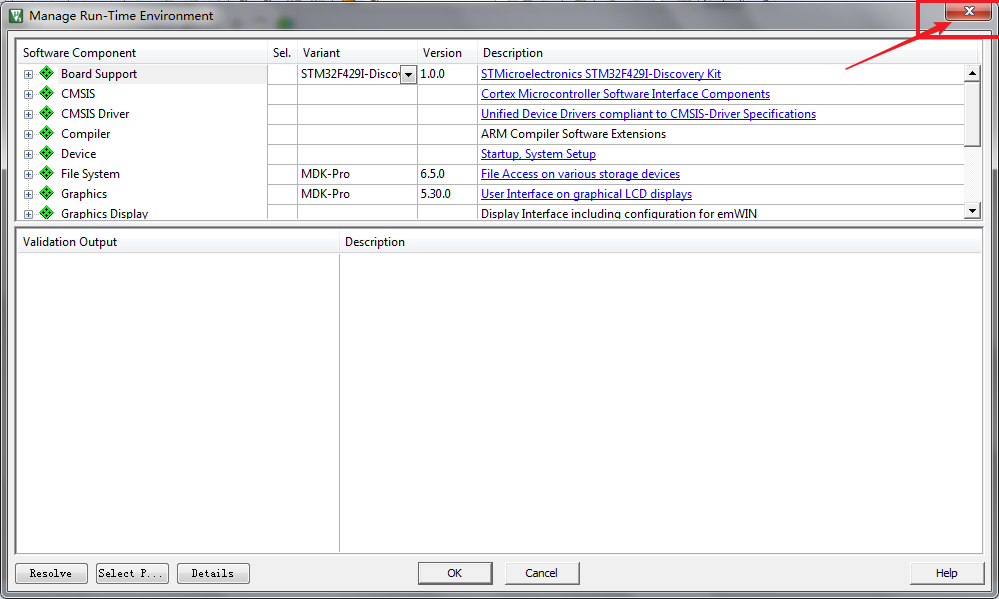 Manage Run-Time Environment
Software Component Sel. Variant Version Description
Board Support STM32F429I-Discov 1.0.0 STMicroelectronics STM32F429I-Discovery Kit
CMSIS Cortex Microcontroller Software Interface Components
CMSIS Driver Unified Device Drivers compliant to CMSIS-Driver Specifications
Compiler ARM Compiler Software Extensions
Device Startup, System Setup
File System MDK-Pro 6.5.0 File Access on various storage devices
Graphics MDK-Pro 5.30.0 User Interface on graphical LCD displays
Graphics Display Display Interface including configuration for emWIN
Validation Output Description
Resolve Select P... Details OK Cancel Help